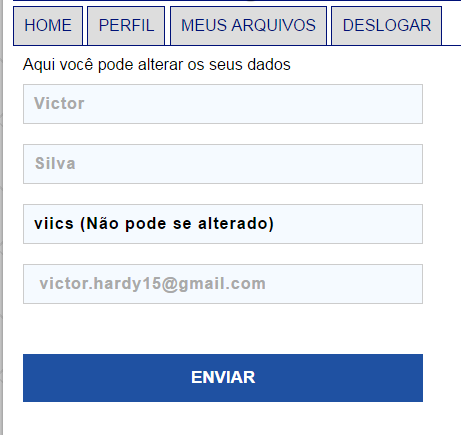 HOME PERFIL MEUS ARQUIVOS DESLOGAR
Aqui você pode alterar os seus dados
Victor
Silva
viics (Não pode se alterado)
victor.hardy15@gmail.com
ENVIAR